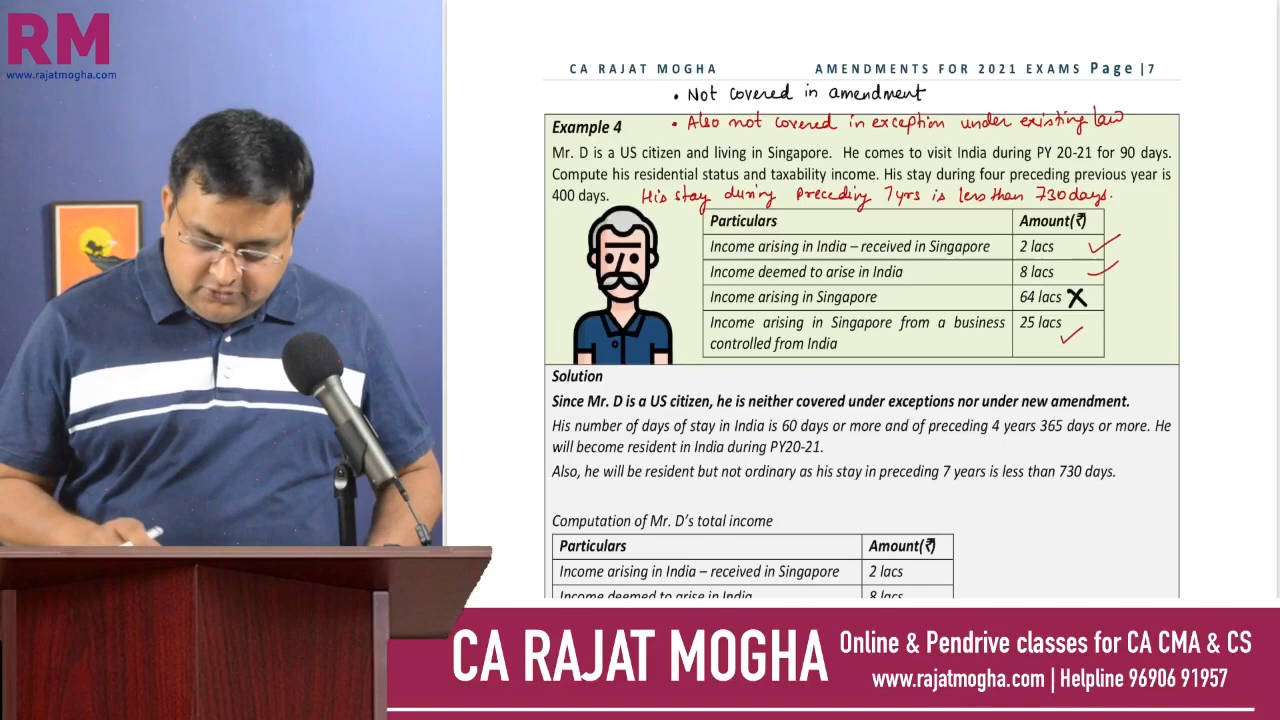 RM
www.rajatmogha.com
CA RAJAT MOGHA AMENDMENTS FOR 2021 EXAMS Page |7
• Not covered in amendment
• Also not covered in exception under existing law
Example 4
Mr. D is a US citizen and living in Singapore. He comes to visit India during PY 20-21 for 90 days.
Compute his residential status and taxability income. His stay during four preceding previous year is
400 days. His stay during preceding 7yrs is less than 730 days.
Particulars Amount(₹)
Income arising in India – received in Singapore 2 lacs
Income deemed to arise in India 8 lacs
Income arising in Singapore 64 lacs
Income arising in Singapore from a business 25 lacs
controlled from India
Solution
Since Mr. D is a US citizen, he is neither covered under exceptions nor under new amendment.
His number of days of stay in India is 60 days or more and of preceding 4 years 365 days or more. He
will become resident in India during PY20-21.
Also, he will be resident but not ordinary as his stay in preceding 7 years is less than 730 days.
Computation of Mr. D's total income
Particulars Amount(₹)
Income arising in India – received in Singapore 2 lacs
Income deemed to arise in India 8 lacs
CA RAJAT MOGHA
Online & Pendrive classes for CA CMA & CS
www.rajatmogha.com | Helpline 96906 91957